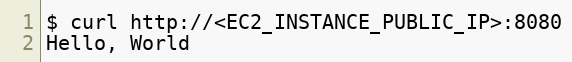 1 $ curl http://<EC2_INSTANCE_PUBLIC_IP>:8080
2 Hello, World